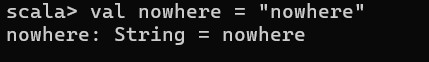 scala> val nowhere = "nowhere"
nowhere: String = nowhere